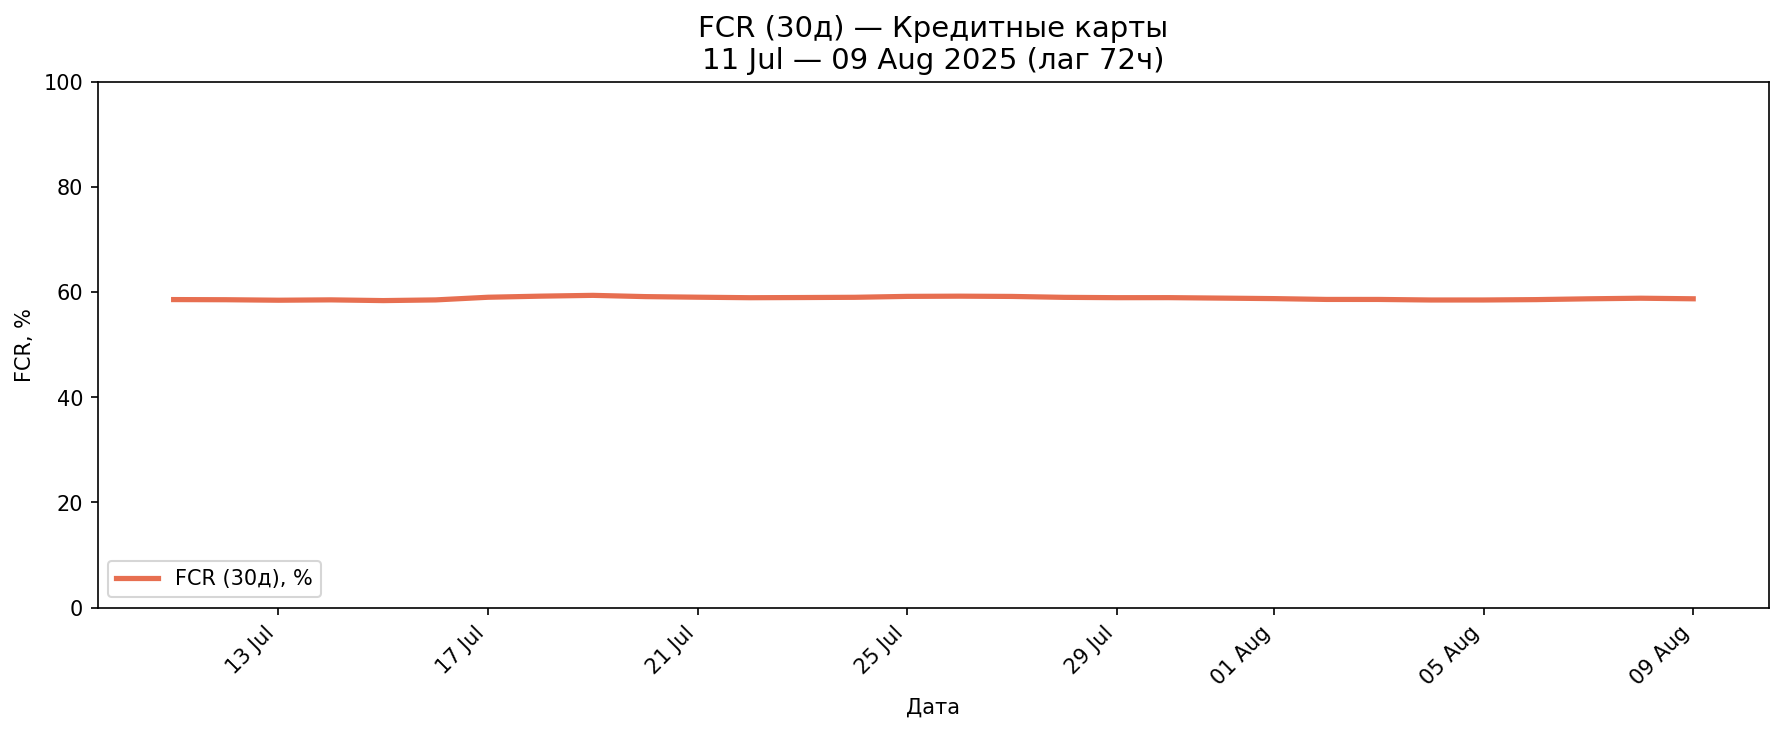 FCR (30д) — Кредитные карты
11 Jul — 09 Aug 2025 (лаг 72ч)
100
80
60
40
20
0
FCR, %
FCR (30д), %
13 Jul
17 Jul
21 Jul
25 Jul
29 Jul
01 Aug
05 Aug
09 Aug
Дата